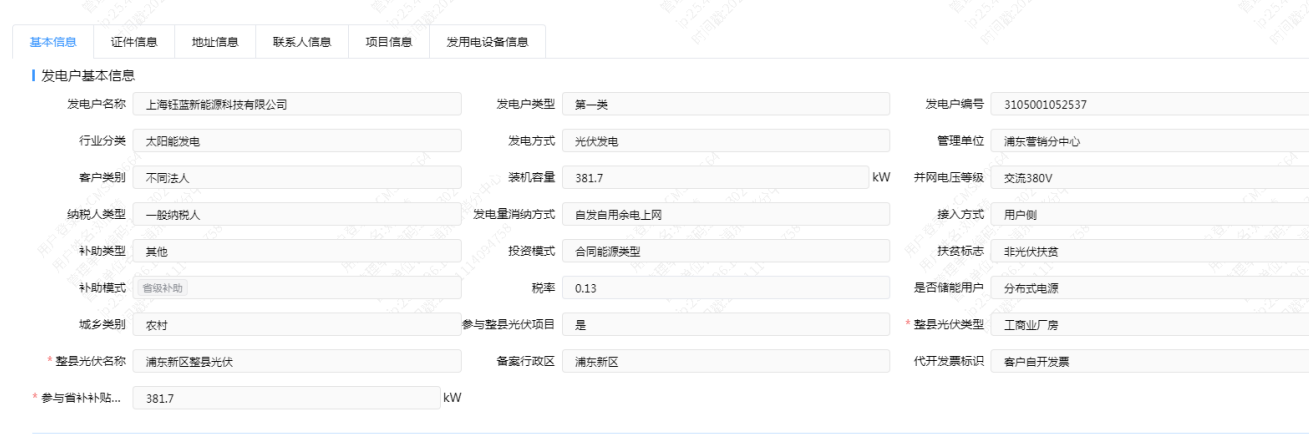 基本信息 证件信息 地址信息 联系人信息 项目信息 发用电设备信息
发电户基本信息
发电户名称 上海钰蓝新能源科技有限公司 发电户类型 第一类 发电户编号 3105001052537
行业分类 太阳能发电 发电方式 光伏发电 管理单位 浦东营销分中心
客户类别 不同法人 装机容量 381.7 kW 并网电压等级 交流380V
纳税人类型 一般纳税人 发电量消纳方式 自发自用余电上网 接入方式 用户侧
补助类型 其他 投资模式 合同能源类型 扶贫标志 非光伏扶贫
补助模式 省级补助 税率 0.13 是否储能用户 分布式电源
城乡类别 农村 参与整县光伏项目 是 * 整县光伏类型 工商业厂房
* 整县光伏名称 浦东新区整县光伏 备案行政区 浦东新区 代开发票标识 客户自开发票
* 参与省补补贴... 381.7 kW